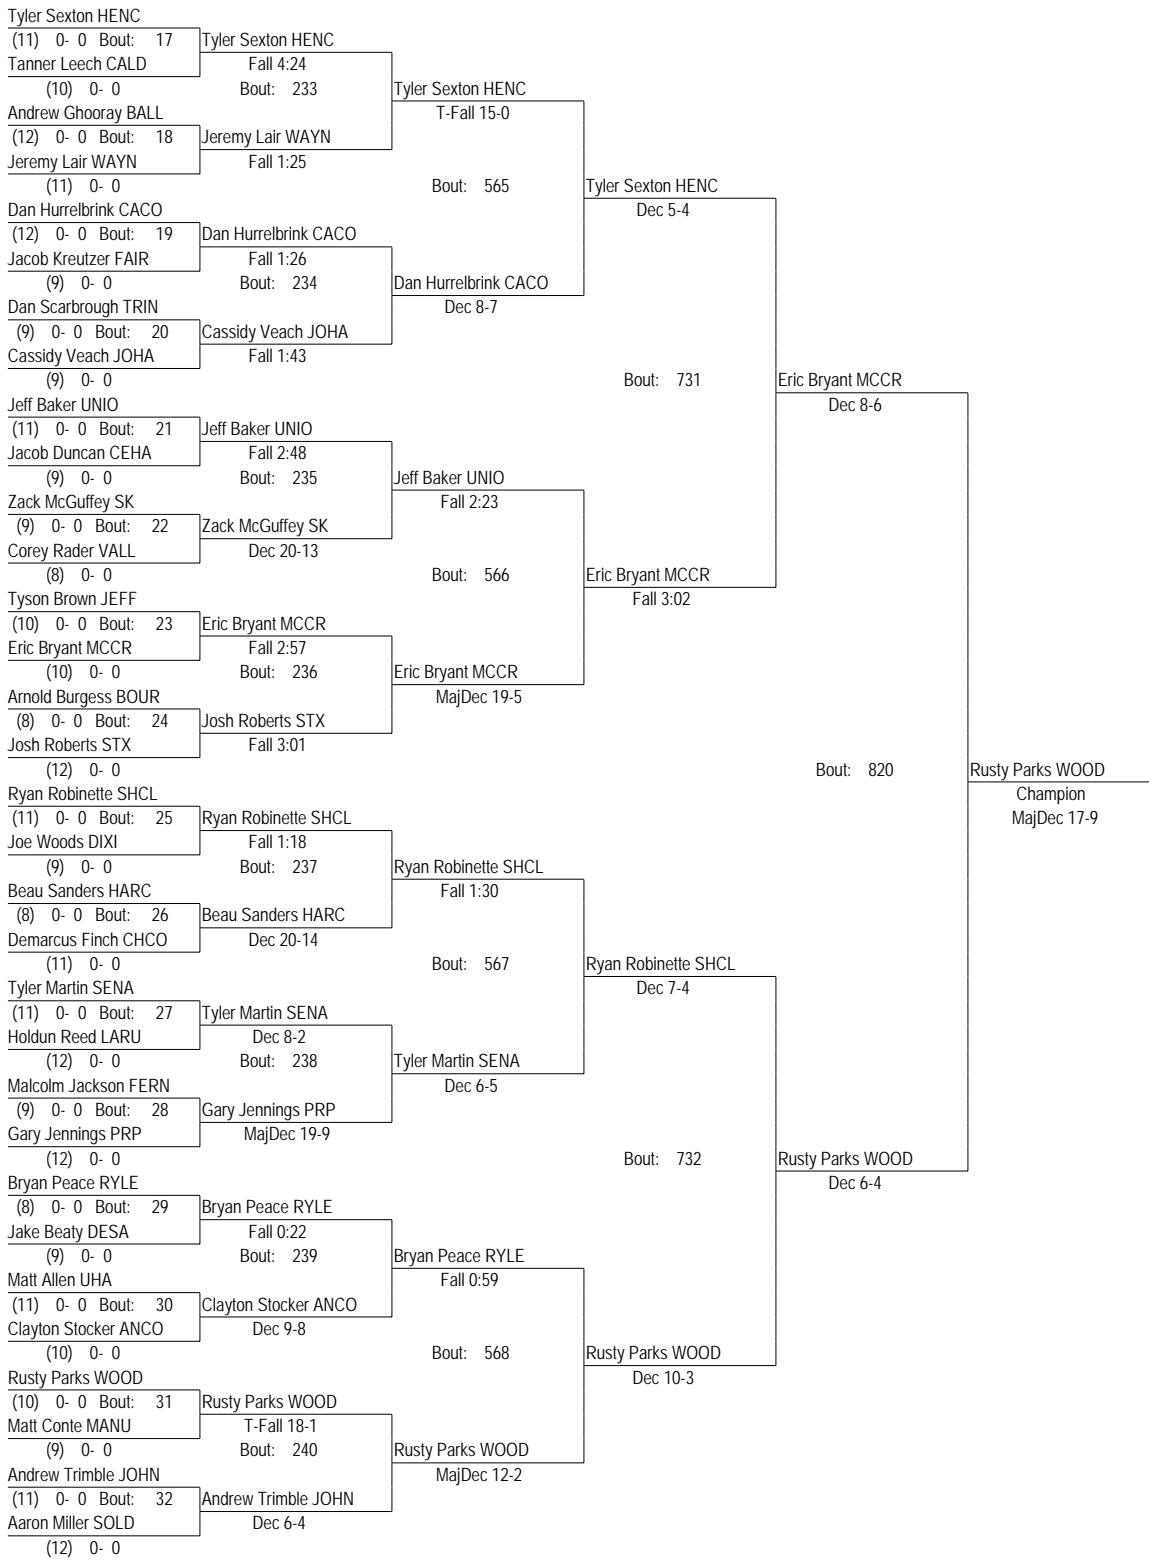 Tyler Sexton HENC
(11) 0- 0 Bout: 17 Tyler Sexton HENC
Tanner Leech CALD Fall 4:24
(10) 0- 0 Bout: 233 Tyler Sexton HENC
Andrew Ghooray BALL T-Fall 15-0
(12) 0- 0 Bout: 18 Jeremy Lair WAYN
Jeremy Lair WAYN Fall 1:25
(11) 0- 0 Bout: 565 Tyler Sexton HENC
Dan Hurrelbrink CACO Dec 5-4
(12) 0- 0 Bout: 19 Dan Hurrelbrink CACO
Jacob Kreutzer FAIR Fall 1:26
(9) 0- 0 Bout: 234 Dan Hurrelbrink CACO
Dan Scarbrough TRIN Dec 8-7
(9) 0- 0 Bout: 20 Cassidy Veach JOHA
Cassidy Veach JOHA Fall 1:43
(9) 0- 0 Bout: 731 Eric Bryant MCCR
Jeff Baker UNIO Dec 8-6
(11) 0- 0 Bout: 21 Jeff Baker UNIO
Jacob Duncan CEHA Fall 2:48
(9) 0- 0 Bout: 235 Jeff Baker UNIO
Zack McGuffey SK Fall 2:23
(9) 0- 0 Bout: 22 Zack McGuffey SK
Corey Rader VALL Dec 20-13
(8) 0- 0 Bout: 566 Eric Bryant MCCR
Tyson Brown JEFF Fall 3:02
(10) 0- 0 Bout: 23 Eric Bryant MCCR
Eric Bryant MCCR Fall 2:57
(10) 0- 0 Bout: 236 Eric Bryant MCCR
Arnold Burgess BOUR MajDec 19-5
(8) 0- 0 Bout: 24 Josh Roberts STX
Josh Roberts STX Fall 3:01
(12) 0- 0 Bout: 820 Rusty Parks WOOD
Ryan Robinette SHCL Champion
(11) 0- 0 Bout: 25 Ryan Robinette SHCL MajDec 17-9
Joe Woods DIXI Fall 1:18
(9) 0- 0 Bout: 237 Ryan Robinette SHCL
Beau Sanders HARC Fall 1:30
(8) 0- 0 Bout: 26 Beau Sanders HARC
Demarcus Finch CHCO Dec 20-14
(11) 0- 0 Bout: 567 Ryan Robinette SHCL
Tyler Martin SENA Dec 7-4
(11) 0- 0 Bout: 27 Tyler Martin SENA
Holdun Reed LARU Dec 8-2
(12) 0- 0 Bout: 238 Tyler Martin SENA
Malcolm Jackson FERN Dec 6-5
(9) 0- 0 Bout: 28 Gary Jennings PRP
Gary Jennings PRP MajDec 19-9
(12) 0- 0 Bout: 732 Rusty Parks WOOD
Bryan Peace RYLE Dec 6-4
(8) 0- 0 Bout: 29 Bryan Peace RYLE
Jake Beaty DESA Fall 0:22
(9) 0- 0 Bout: 239 Bryan Peace RYLE
Matt Allen UHA Fall 0:59
(11) 0- 0 Bout: 30 Clayton Stocker ANCO
Clayton Stocker ANCO Dec 9-8
(10) 0- 0 Bout: 568 Rusty Parks WOOD
Rusty Parks WOOD Dec 10-3
(10) 0- 0 Bout: 31 Rusty Parks WOOD
Matt Conte MANU T-Fall 18-1
(9) 0- 0 Bout: 240 Rusty Parks WOOD
Andrew Trimble JOHN MajDec 12-2
(11) 0- 0 Bout: 32 Andrew Trimble JOHN
Aaron Miller SOLD Dec 6-4
(12) 0- 0